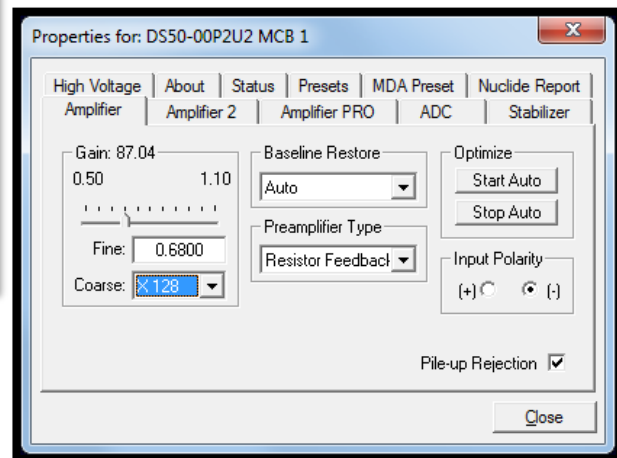 Properties for: DS50-00P2U2 MCB 1
High Voltage About Status Presets MDA Preset Nuclide Report
Amplifier Amplifier 2 Amplifier PRO ADC Stabilizer
Gain: 87.04
0.50 1.10
Fine: 0.6800
Coarse: X 128
Baseline Restore
Auto
Preamplifier Type
Resistor Feedback
Optimize
Start Auto
Stop Auto
Input Polarity
(+) (-)
Pile-up Rejection
Close